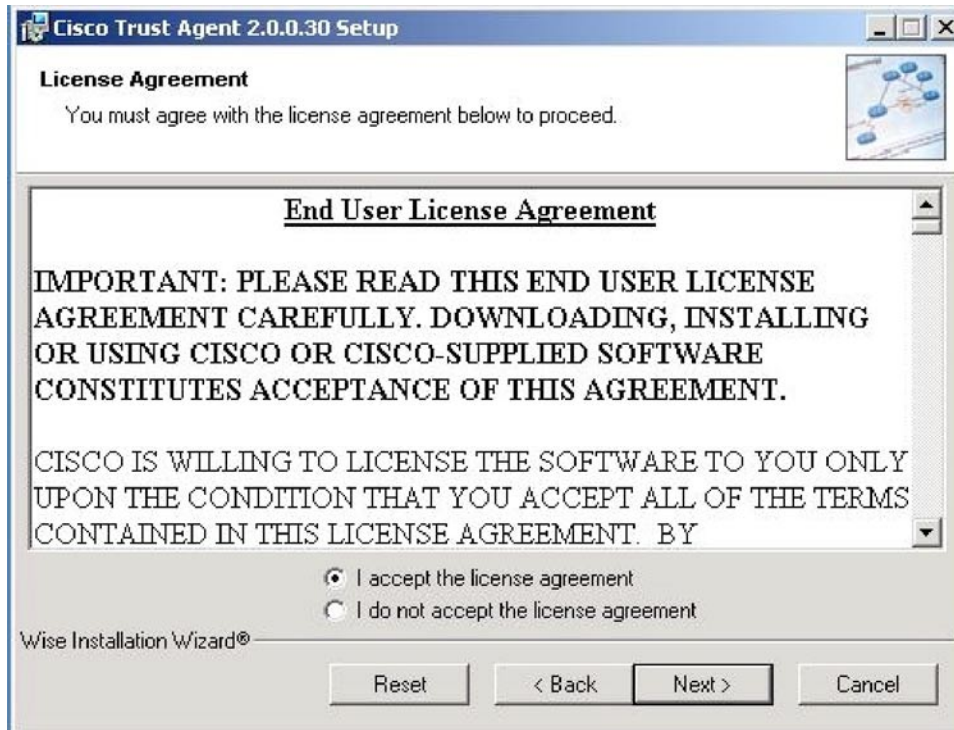 Cisco Trust Agent 2.0.0.30 Setup
License Agreement
You must agree with the license agreement below to proceed.
End User License Agreement
IMPORTANT: PLEASE READ THIS END USER LICENSE
AGREEMENT CAREFULLY. DOWNLOADING, INSTALLING
OR USING CISCO OR CISCO-SUPPLIED SOFTWARE
CONSTITUTES ACCEPTANCE OF THIS AGREEMENT.
CISCO IS WILLING TO LICENSE THE SOFTWARE TO YOU ONLY
UPON THE CONDITION THAT YOU ACCEPT ALL OF THE TERMS
CONTAINED IN THIS LICENSE AGREEMENT. BY
I accept the license agreement
I do not accept the license agreement
Wise Installation Wizard®
Reset < Back Next > Cancel